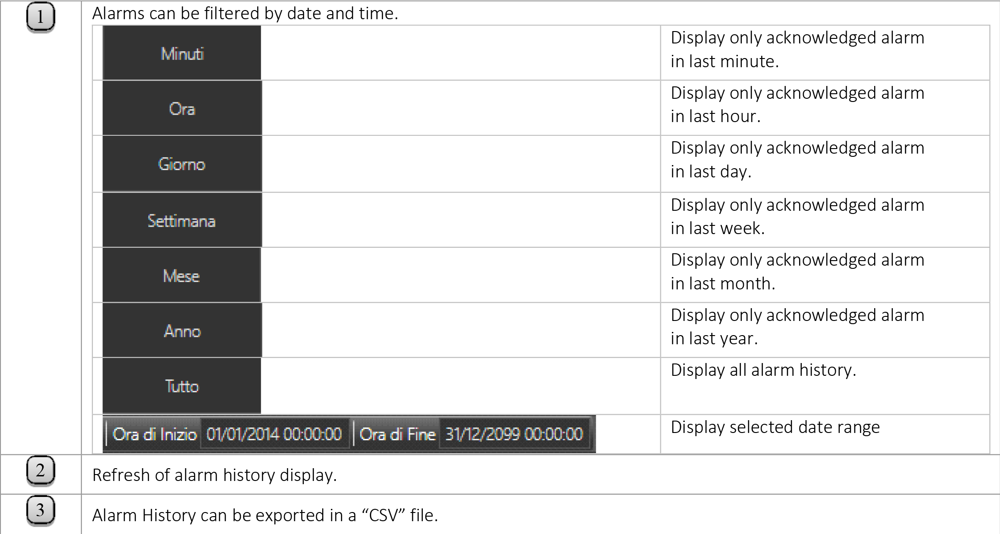 1
Alarms can be filtered by date and time.
Minuti
Display only acknowledged alarm
in last minute.
Ora
Display only acknowledged alarm
in last hour.
Giorno
Display only acknowledged alarm
in last day.
Settimana
Display only acknowledged alarm
in last week.
Mese
Display only acknowledged alarm
in last month.
Anno
Display only acknowledged alarm
in last year.
Tutto
Display all alarm history.
Ora di Inizio 01/01/2014 00:00:00 Ora di Fine 31/12/2099 00:00:00
Display selected date range
2
Refresh of alarm history display.
3
Alarm History can be exported in a “CSV” file.